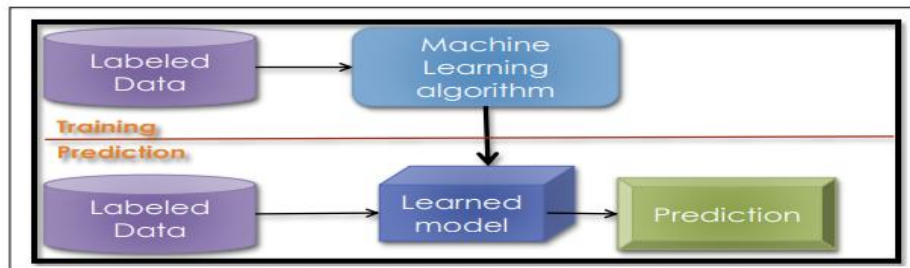 Labeled
Data
Machine
Learning
algorithm
Training
Prediction
Labeled
Data
Learned
model
Prediction